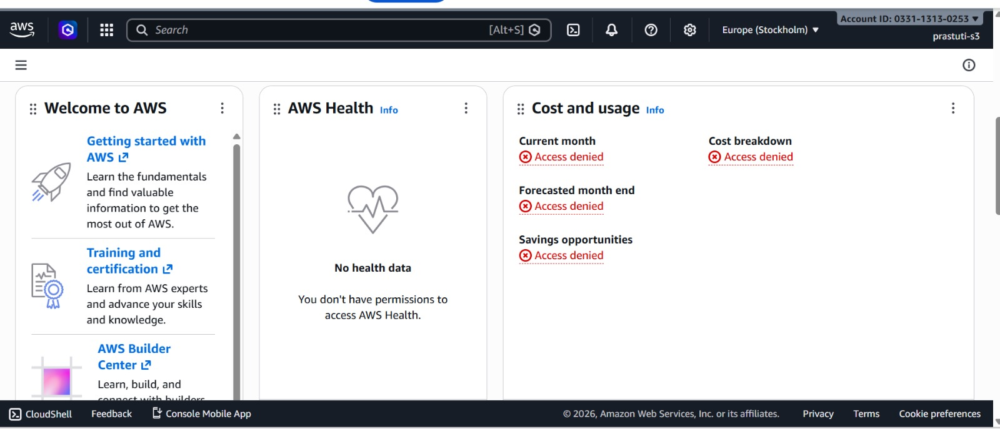 aws
Search
[Alt+S]
Europe (Stockholm) ▼
Account ID: 0331-1313-0253 ▼
prastuti-s3
Welcome to AWS
Getting started with
AWS
Learn the fundamentals
and find valuable
information to get the
most out of AWS.
Training and
certification
Learn from AWS experts
and advance your skills
and knowledge.
AWS Builder
Center
Learn, build, and
connect with builders
AWS Health Info
No health data
You don't have permissions to
access AWS Health.
Cost and usage Info
Current month
Access denied
Forecasted month end
Access denied
Savings opportunities
Access denied
Cost breakdown
Access denied
CloudShell
Feedback
Console Mobile App
© 2026, Amazon Web Services, Inc. or its affiliates.
Privacy
Terms
Cookie preferences